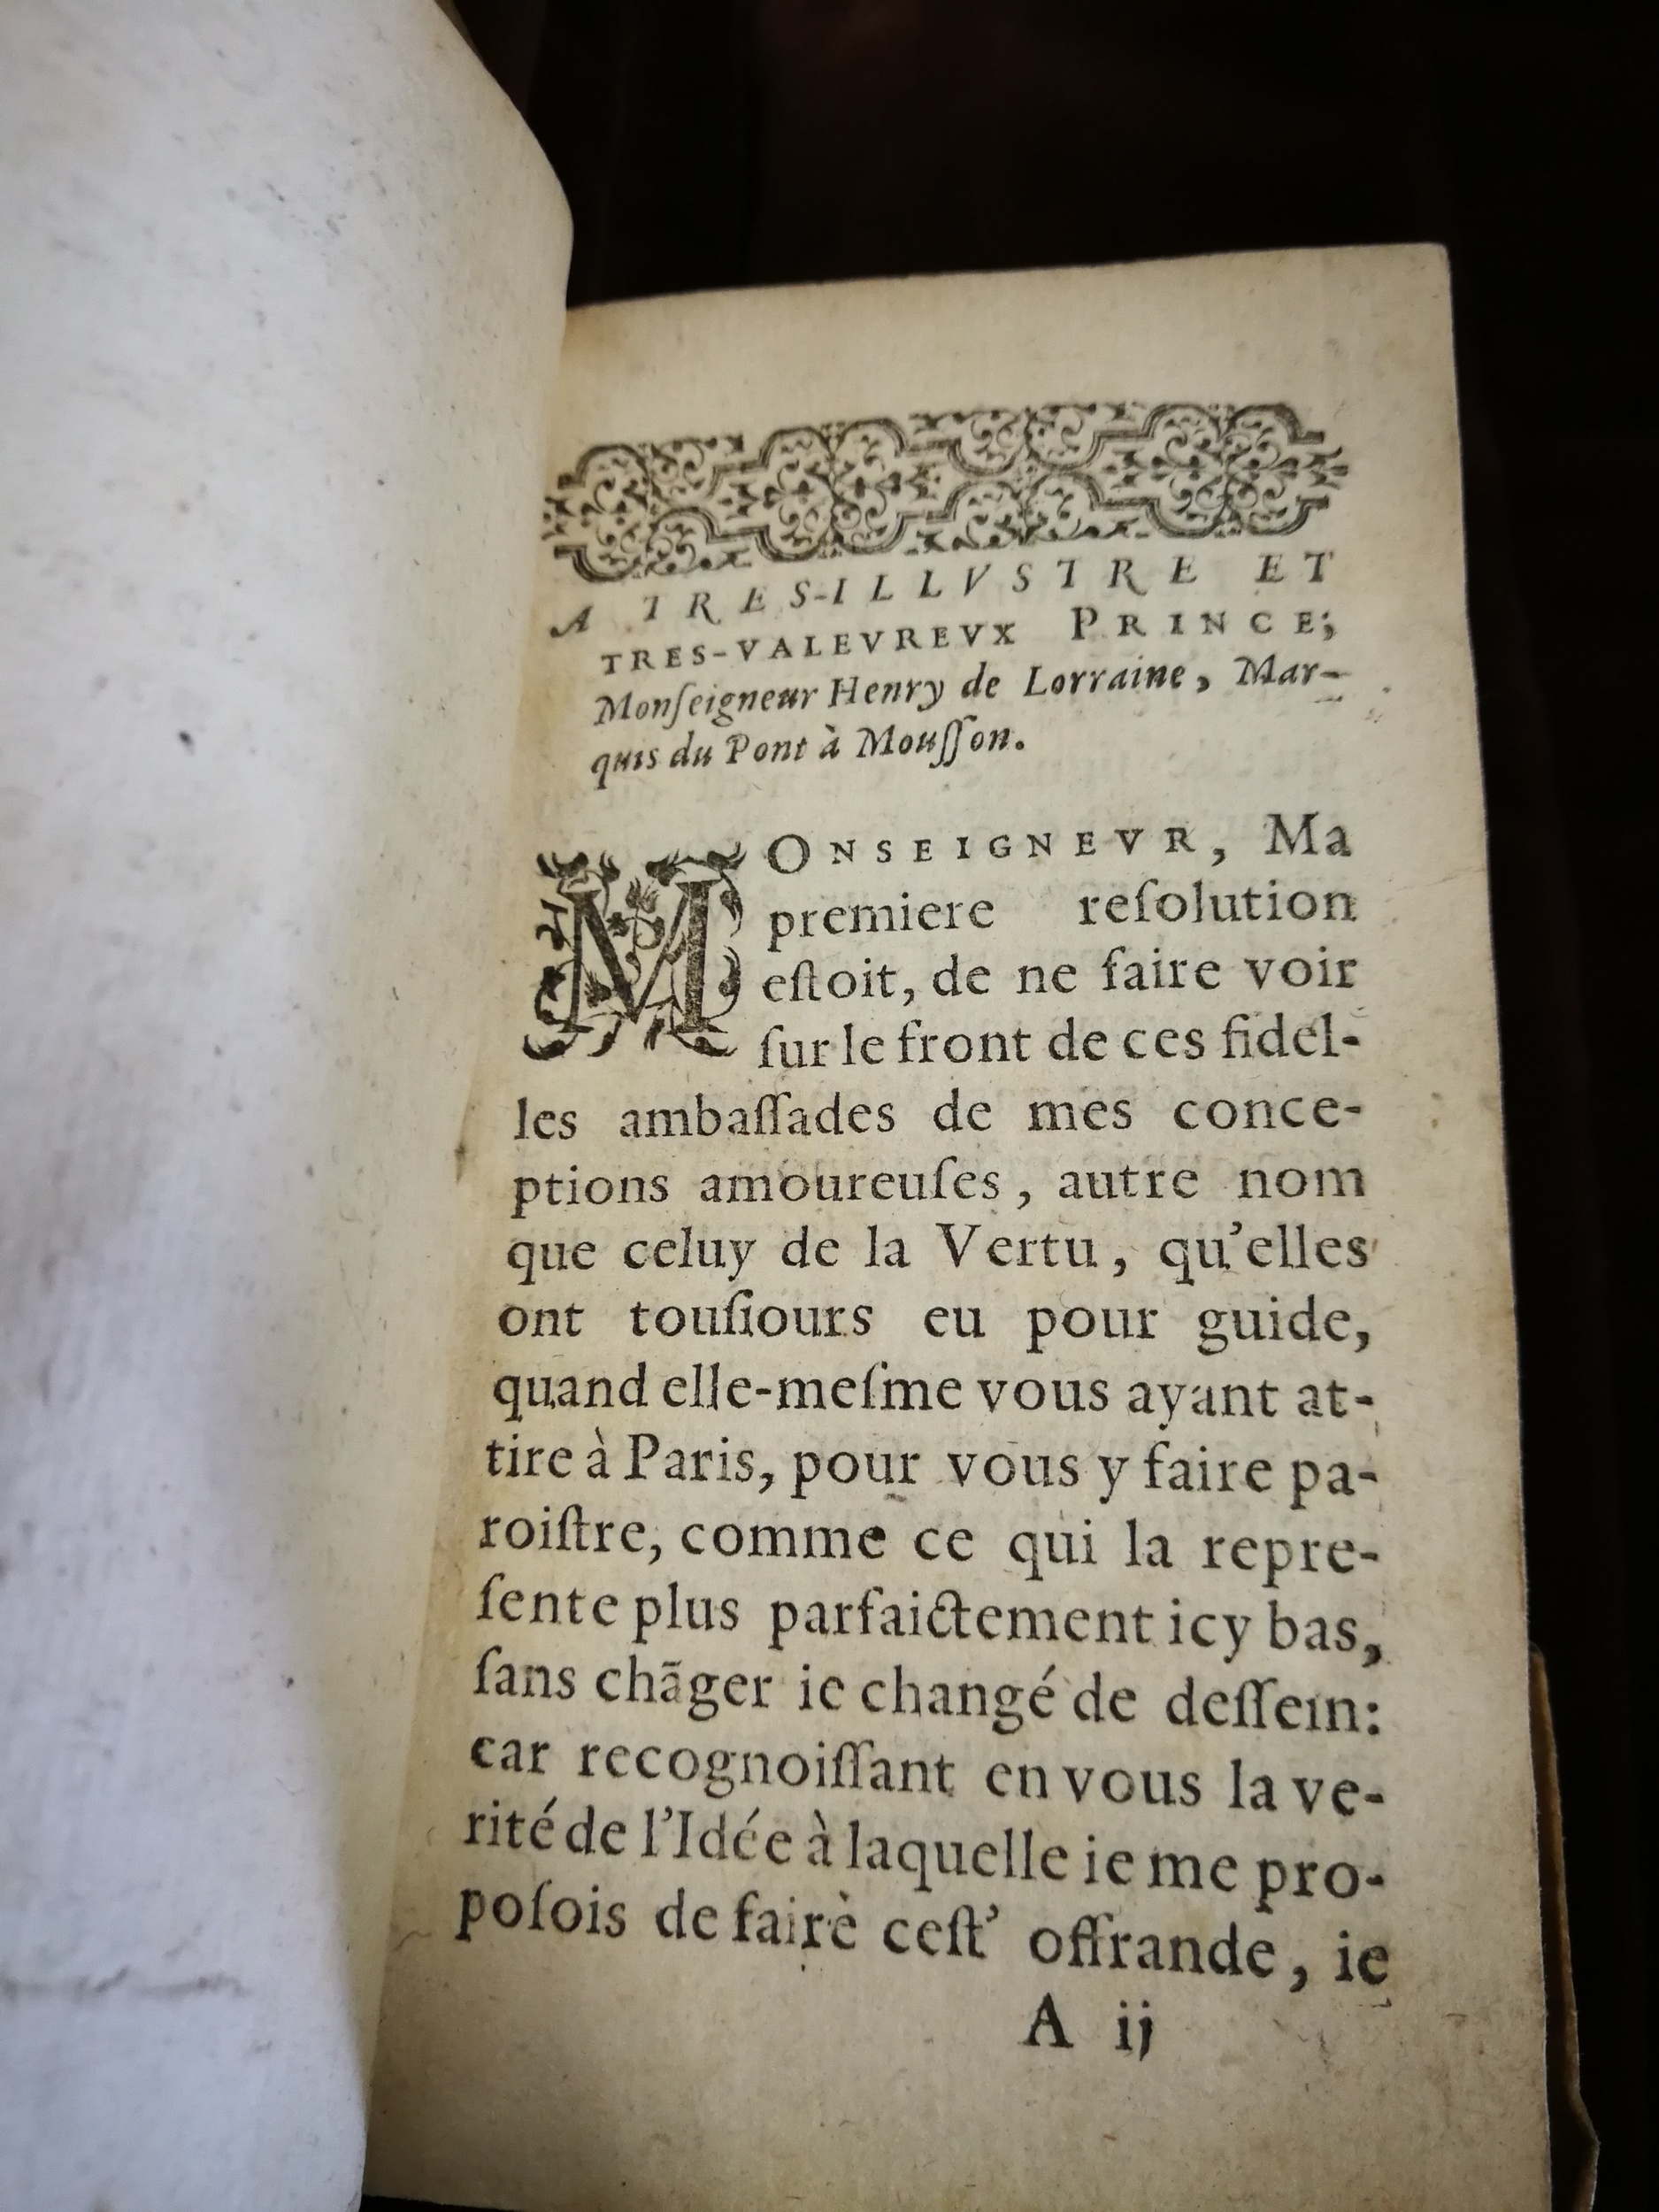 A TRES-ILLVSTRE ET
TRES-VALEVREVX PRINCE;
Monſeigneur Henry de Lorraine, Mar-
quis du Pont à Mouſſon.
MONSEIGNEVR, Ma
premiere reſolution
eſtoit, de ne faire voir
ſur le front de ces fidel-
les ambaſſades de mes conce-
ptions amoureuſes, autre nom
que celuy de la Vertu, qu'elles
ont touſiours eu pour guide,
quand elle-meſme vous ayant at-
tire à Paris, pour vous y faire pa-
roiſtre, comme ce qui la repre-
ſente plus parfaictement icy bas,
ſans chãger ie changé de deſſein:
car recognoiſſant en vous la ve-
rité de l'Idée à laquelle ie me pro-
poſois de faire ceſt' offrande, ie
A ij